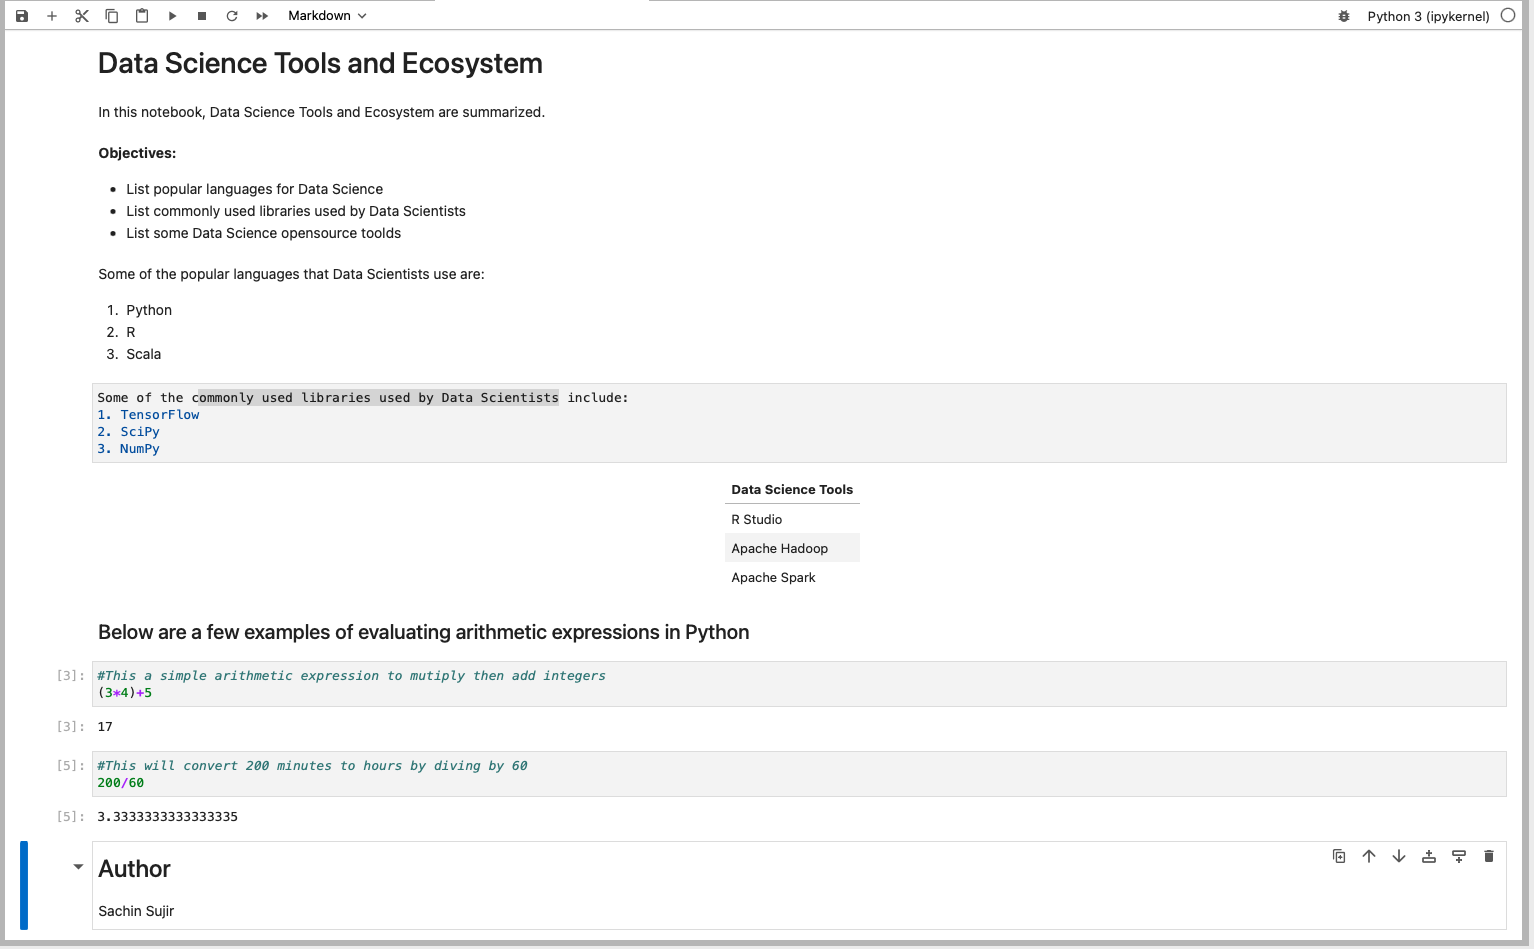 Markdown
Python 3 (ipykernel)
Data Science Tools and Ecosystem
In this notebook, Data Science Tools and Ecosystem are summarized.
Objectives:
• List popular languages for Data Science
• List commonly used libraries used by Data Scientists
• List some Data Science opensource toolds
Some of the popular languages that Data Scientists use are:
1. Python
2. R
3. Scala
Some of the commonly used libraries used by Data Scientists include:
1. TensorFlow
2. SciPy
3. NumPy
Data Science Tools
R Studio
Apache Hadoop
Apache Spark
Below are a few examples of evaluating arithmetic expressions in Python
[3]: #This a simple arithmetic expression to mutiply then add integers
(3*4)+5
[3]: 17
[5]: #This will convert 200 minutes to hours by diving by 60
200/60
[5]: 3.3333333333333335
Author
Sachin Sujir